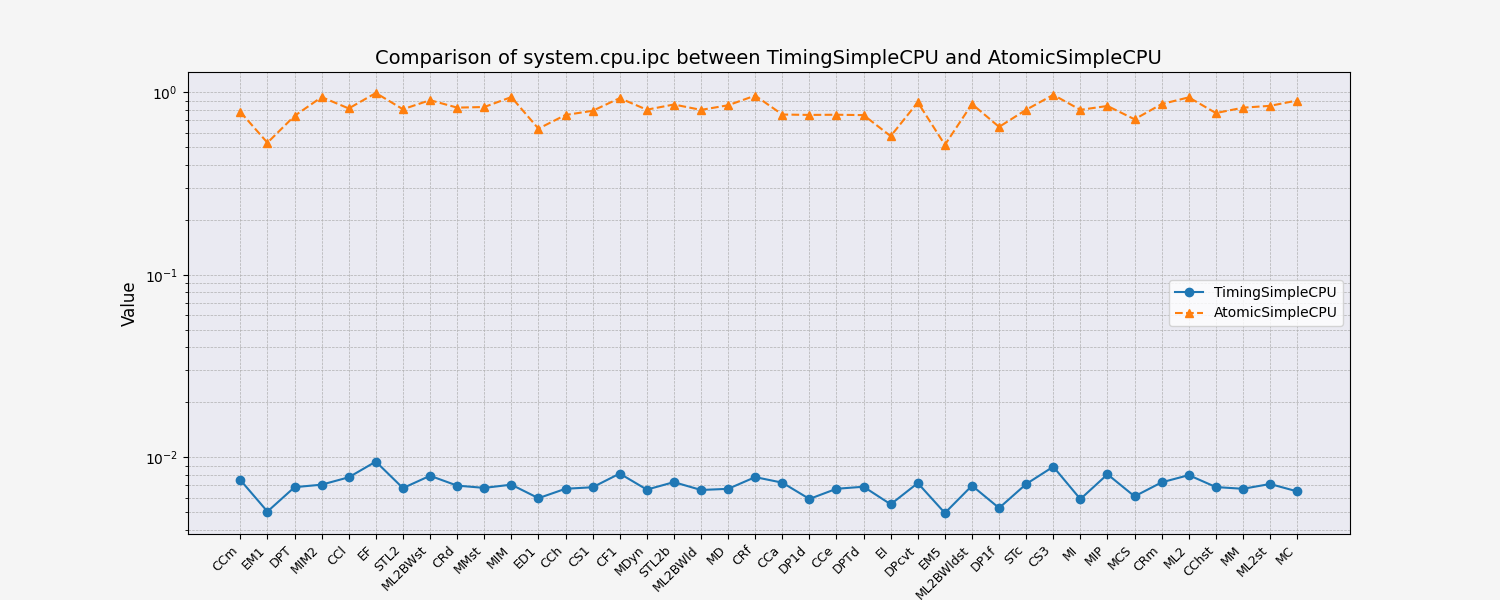 Comparison of system.cpu.ipc between TimingSimpleCPU and AtomicSimpleCPU
Value
10⁰
10⁻¹
10⁻²
TimingSimpleCPU
AtomicSimpleCPU
CCm
EM1
DPT
MIM2
CCl
EF
STL2
ML2BWst
CRd
MMst
MIM
ED1
CCh
CS1
CF1
MDyn
STL2b
ML2BWld
MD
CRf
CCa
DP1d
CCe
DPTd
EI
DPcvt
EM5
ML2BWldst
DP1f
STc
CS3
MI
MIP
MCS
CRm
ML2
CChst
MM
ML2st
MC